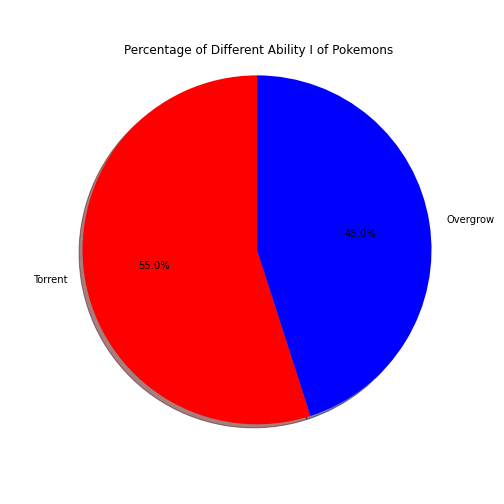 Percentage of Different Ability I of Pokemons
Overgrow
45.0%
55.0%
Torrent